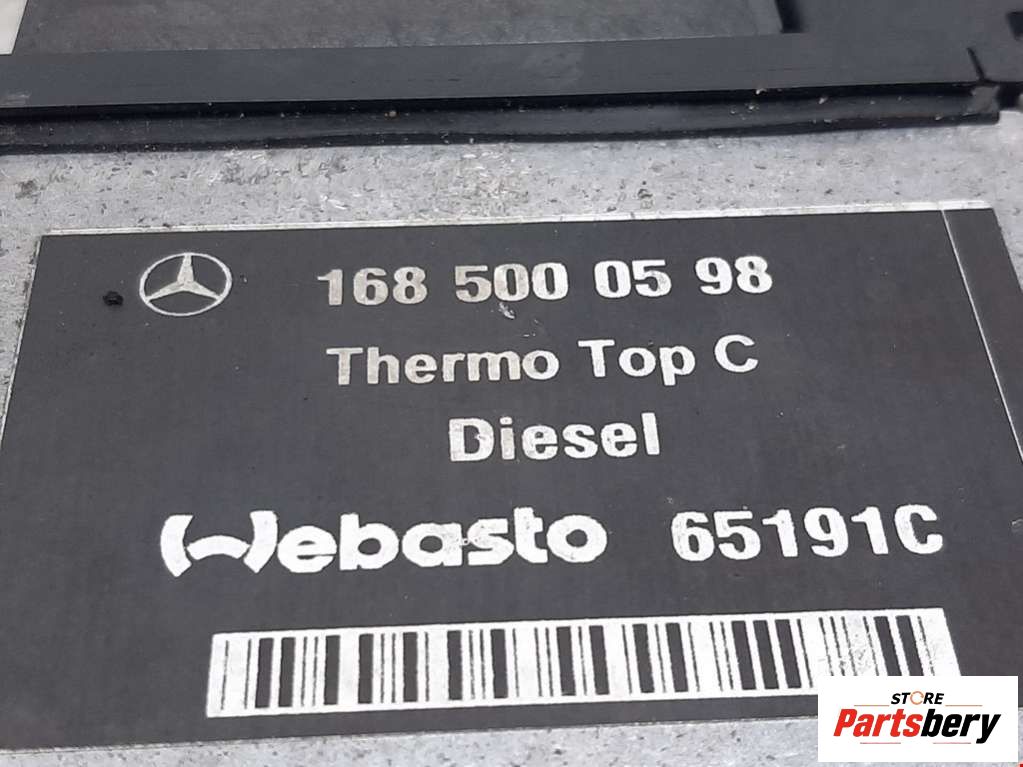 168 500 05 98
Thermo Top C
Diesel
Webasto 65191C
STORE
Partsbery